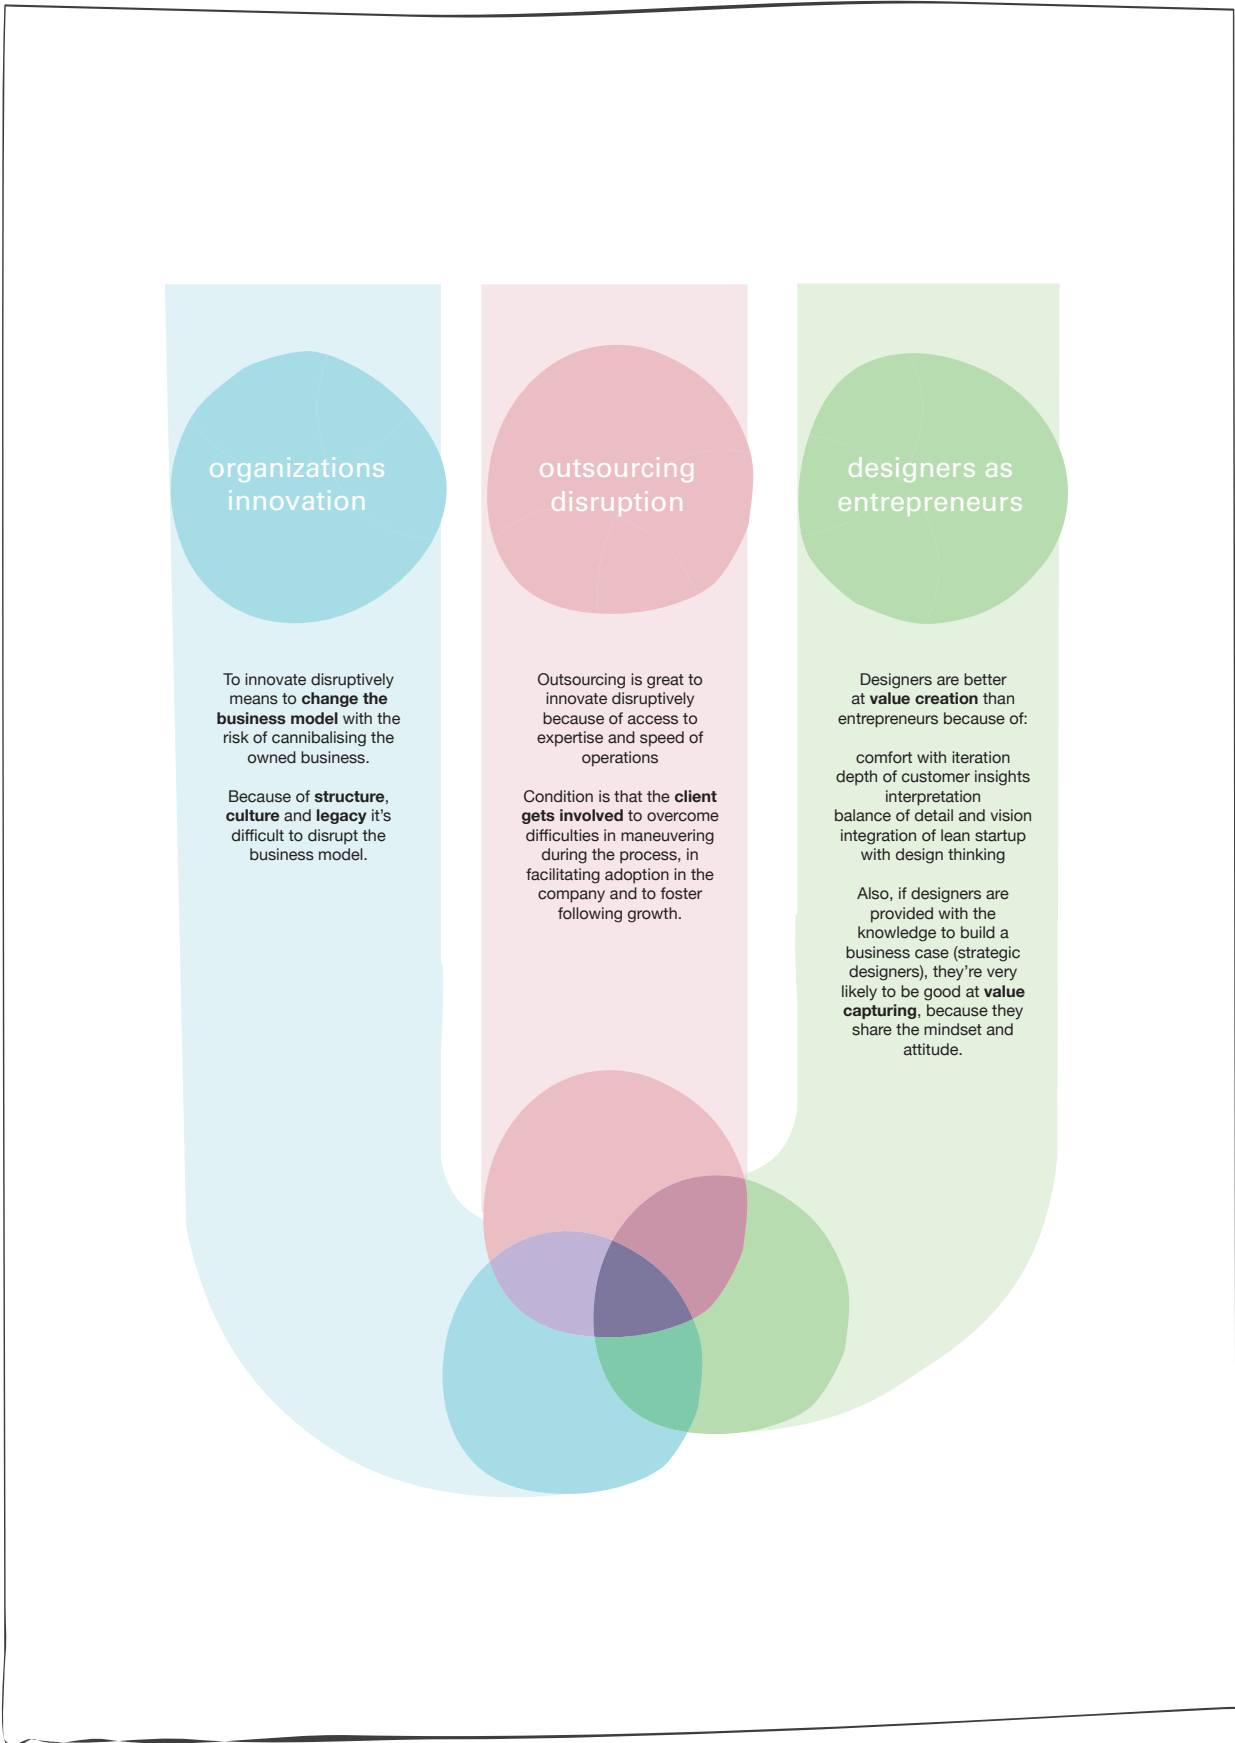 organizations
innovation
To innovate disruptively
means to change the
business model with the
risk of cannibalising the
owned business.
Because of structure,
culture and legacy it's
difficult to disrupt the
business model.
outsourcing
disruption
Outsourcing is great to
innovate disruptively
because of access to
expertise and speed of
operations
Condition is that the client
gets involved to overcome
difficulties in maneuvering
during the process, in
facilitating adoption in the
company and to foster
following growth.
designers as
entrepreneurs
Designers are better
at value creation than
entrepreneurs because of:
comfort with iteration
depth of customer insights
interpretation
balance of detail and vision
integration of lean startup
with design thinking
Also, if designers are
provided with the
knowledge to build a
business case (strategic
designers), they're very
likely to be good at value
capturing, because they
share the mindset and
attitude.